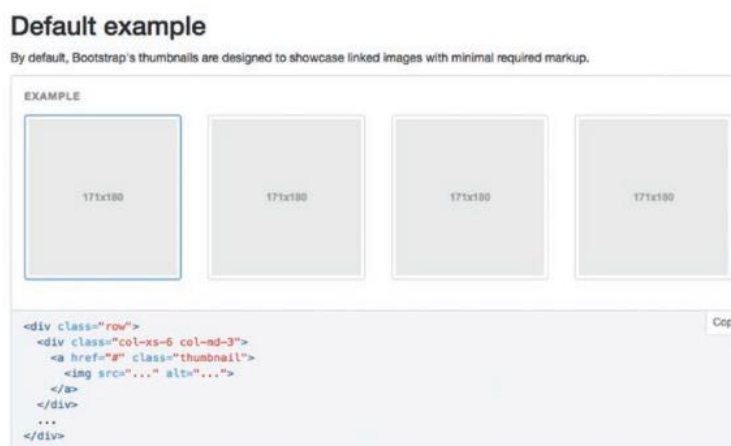 Default example
By default, Bootstrap's thumbnails are designed to showcase linked images with minimal required markup.
EXAMPLE
171x180 171x180 171x180 171x180
Cop
<div class="row">
  <div class="col-xs-6 col-md-3">
    <a href="#" class="thumbnail">
      <img src="..." alt="...">
    </a>
  </div>
  ...
</div>